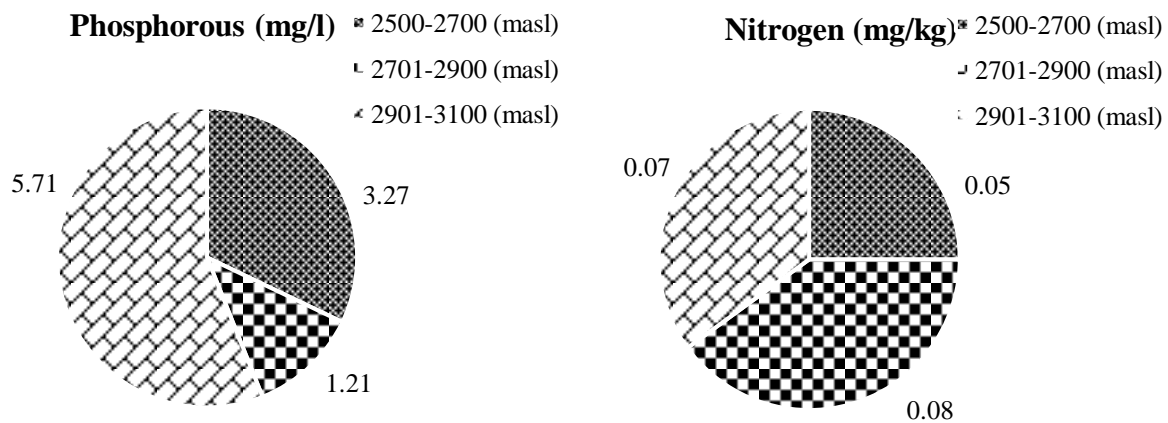 Phosphorous (mg/l)
2500-2700 (masl)
2701-2900 (masl)
2901-3100 (masl)
5.71
3.27
1.21
Nitrogen (mg/kg)
2500-2700 (masl)
2701-2900 (masl)
2901-3100 (masl)
0.07
0.05
0.08